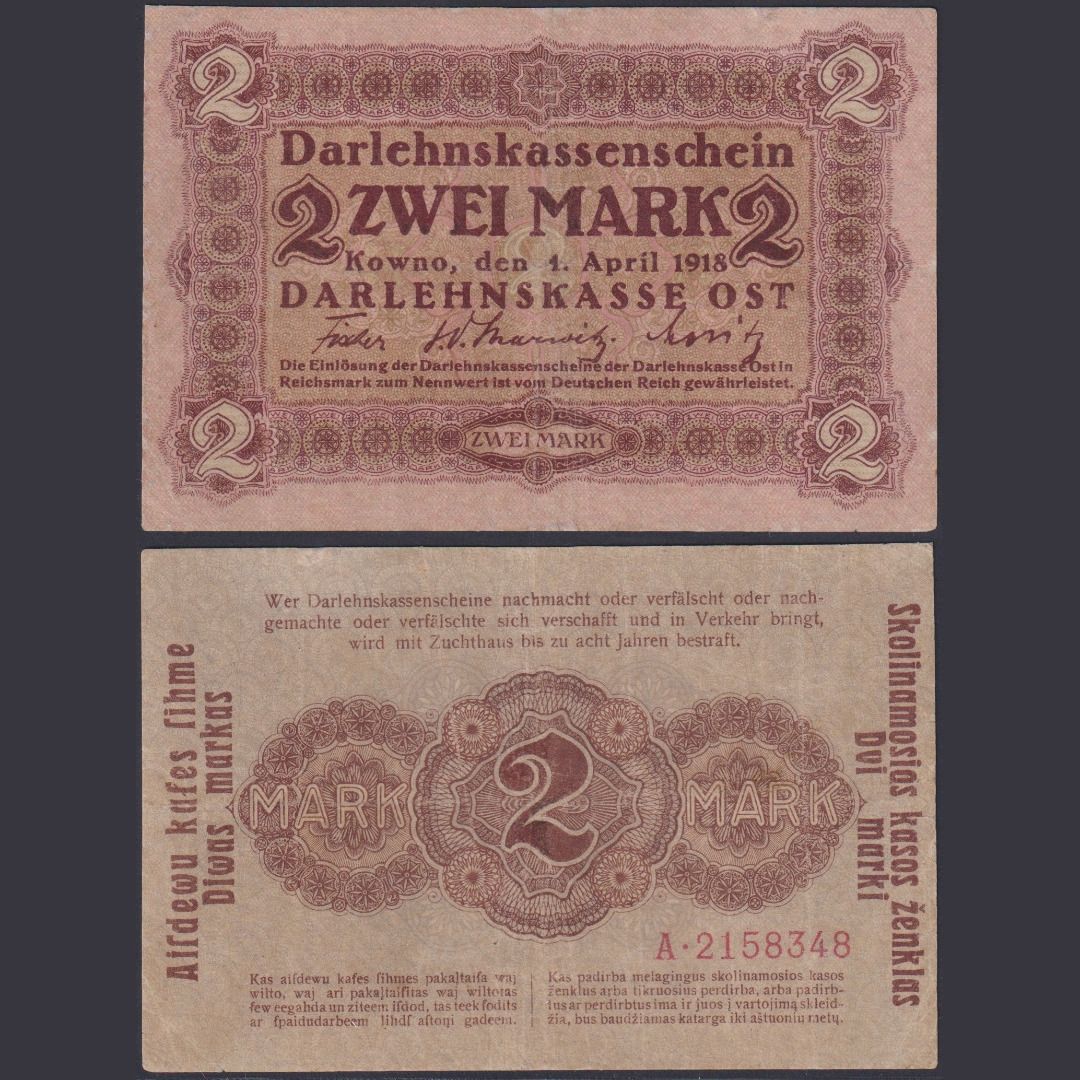 2 2
Darlehnskassenschein
2 ZWEI MARK 2
Kowno, den 1. April 1918
DARLEHNSKASSE OST
Fischer S.V. Marwitz.
Die Einlösung der Darlehnskassenscheine der Darlehnskasse Ost in
Reichsmark zum Nennwert ist vom Deutschen Reich gewährleistet.
2 ZWEI MARK 2
Wer Darlehnskassenscheine nachmacht oder verfälscht oder nach-
gemachte oder verfälschte sich verschafft und in Verkehr bringt,
wird mit Zuchthaus bis zu acht Jahren bestraft.
Aiſdewu kaſes ſihme
Diwas markas
MARK 2 MARK
Skolinamosios kasos ženklas
Dvi marki
A·2158348
Kas aiſdewu kaſes ſihmes pakaļtaiſa waj
wilto, waj ari pakaļtaiſitas waj wiltotas
ſew eegahda un ziteem iſdod, tas teek ſodits
ar ſpaidudarbeem lihdſ aſtoņi gadeem.
Kas padirba melagingus skolinamosios kasos
ženklus arba tikruosius perdirba, arba padirb-
tus ar perdirbtus ima ir juos į vartojimą skleid-
žia, bus baudžiamas katarga iki aštuonių metų.